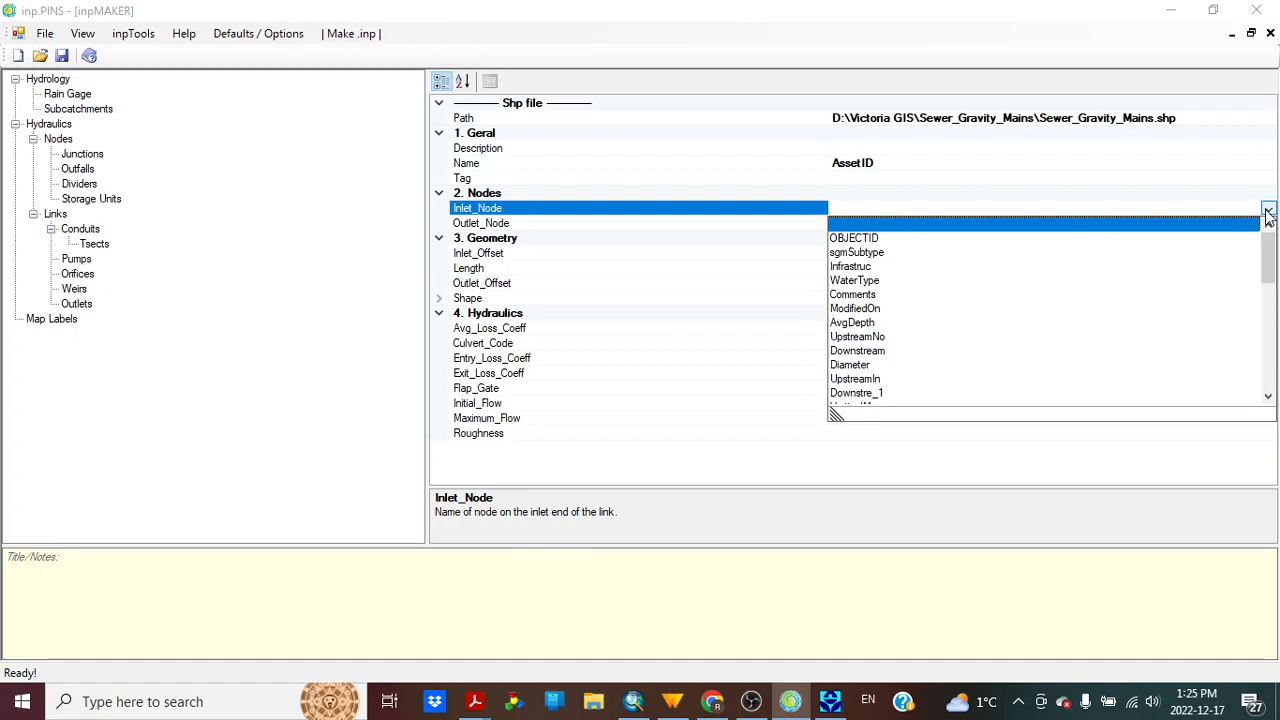 inp.PINS - [inpMAKER]
File View inpTools Help Defaults / Options | Make .inp |
Hydrology
Rain Gage
Subcatchments
Hydraulics
Nodes
Junctions
Outfalls
Dividers
Storage Units
Links
Conduits
Tsects
Pumps
Orifices
Weirs
Outlets
Map Labels
Shp file
Path D:\Victoria GIS\Sewer_Gravity_Mains\Sewer_Gravity_Mains.shp
1. Geral
Description
Name AssetID
Tag
2. Nodes
Inlet_Node
Outlet_Node
3. Geometry
Inlet_Offset
Length
Outlet_Offset
Shape
4. Hydraulics
Avg_Loss_Coeff
Culvert_Code
Entry_Loss_Coeff
Exit_Loss_Coeff
Flap_Gate
Initial_Flow
Maximum_Flow
Roughness
OBJECTID
sgmSubtype
Infrastruc
WaterType
Comments
ModifiedOn
AvgDepth
UpstreamNo
Downstream
Diameter
UpstreamIn
Downstre_1
Inlet_Node
Name of node on the inlet end of the link.
Title/Notes:
Ready!
Type here to search
EN
1°C
1:25 PM
2022-12-17
27